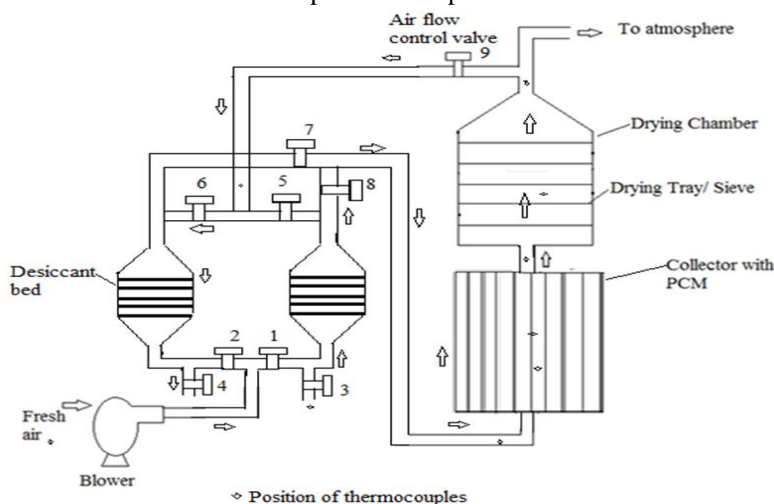 Air flow
control valve
9
To atmosphere
7
Drying Chamber
6
5
8
Drying Tray/ Sieve
Desiccant
bed
Collector with
PCM
2
1
4
3
Fresh
air
Blower
Position of thermocouples